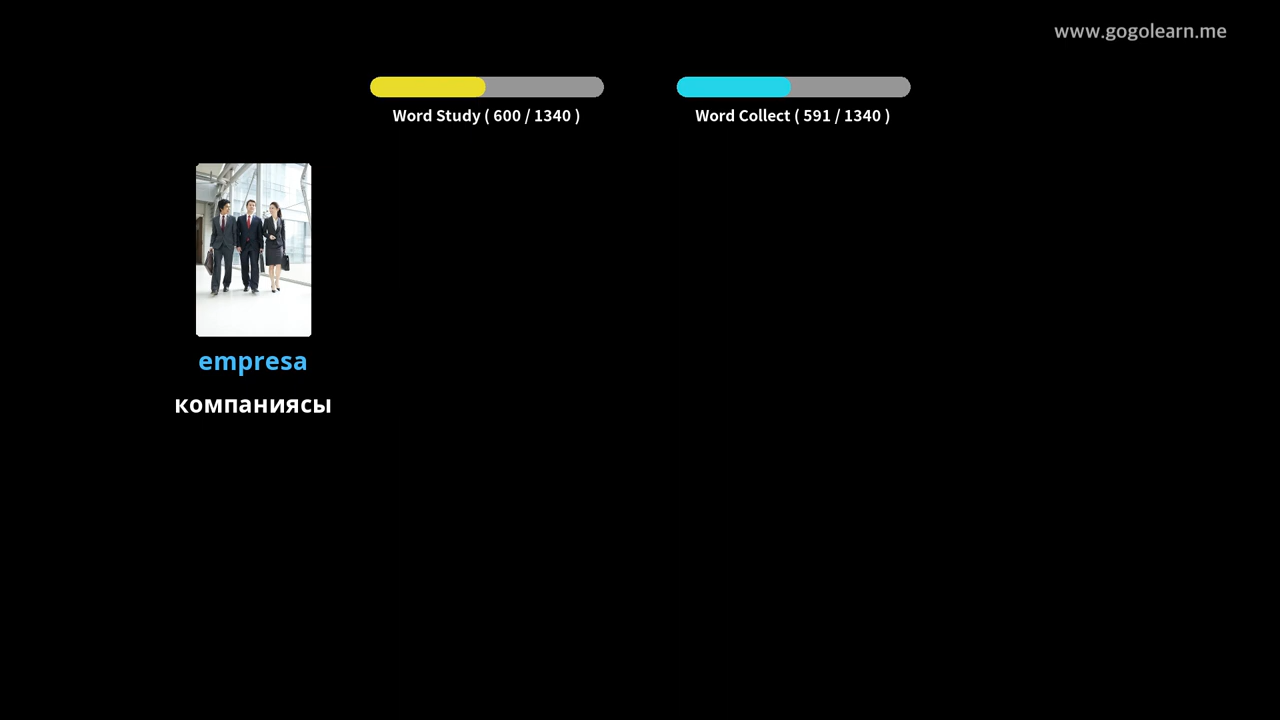 www.gogolearn.me
Word Study ( 600 / 1340 )
Word Collect ( 591 / 1340 )
empresa
компаниясы